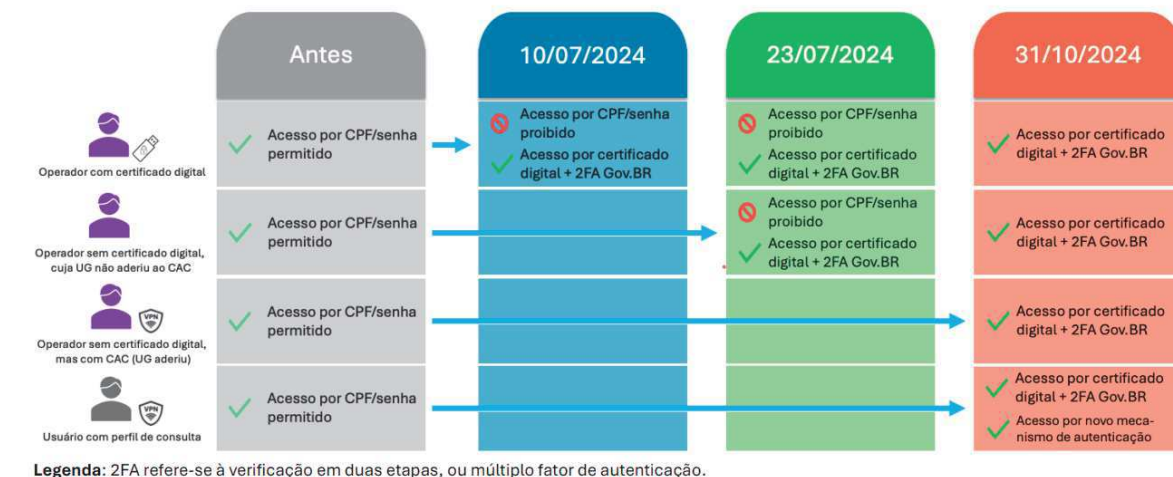 Antes
10/07/2024
23/07/2024
31/10/2024
Operador com certificado digital
Acesso por CPF/senha
permitido
Acesso por CPF/senha
proibido
Acesso por certificado
digital + 2FA Gov.BR
Acesso por CPF/senha
proibido
Acesso por certificado
digital + 2FA Gov.BR
Acesso por certificado
digital + 2FA Gov.BR
Operador sem certificado digital,
cuja UG não aderiu ao CAC
Acesso por CPF/senha
permitido
Acesso por CPF/senha
proibido
Acesso por certificado
digital + 2FA Gov.BR
Acesso por certificado
digital + 2FA Gov.BR
VPN
Operador sem certificado digital,
mas com CAC (UG aderiu)
Acesso por CPF/senha
permitido
Acesso por certificado
digital + 2FA Gov.BR
VPN
Usuário com perfil de consulta
Acesso por CPF/senha
permitido
Acesso por certificado
digital + 2FA Gov.BR
Acesso por novo meca-
nismo de autenticação
Legenda: 2FA refere-se à verificação em duas etapas, ou múltiplo fator de autenticação.